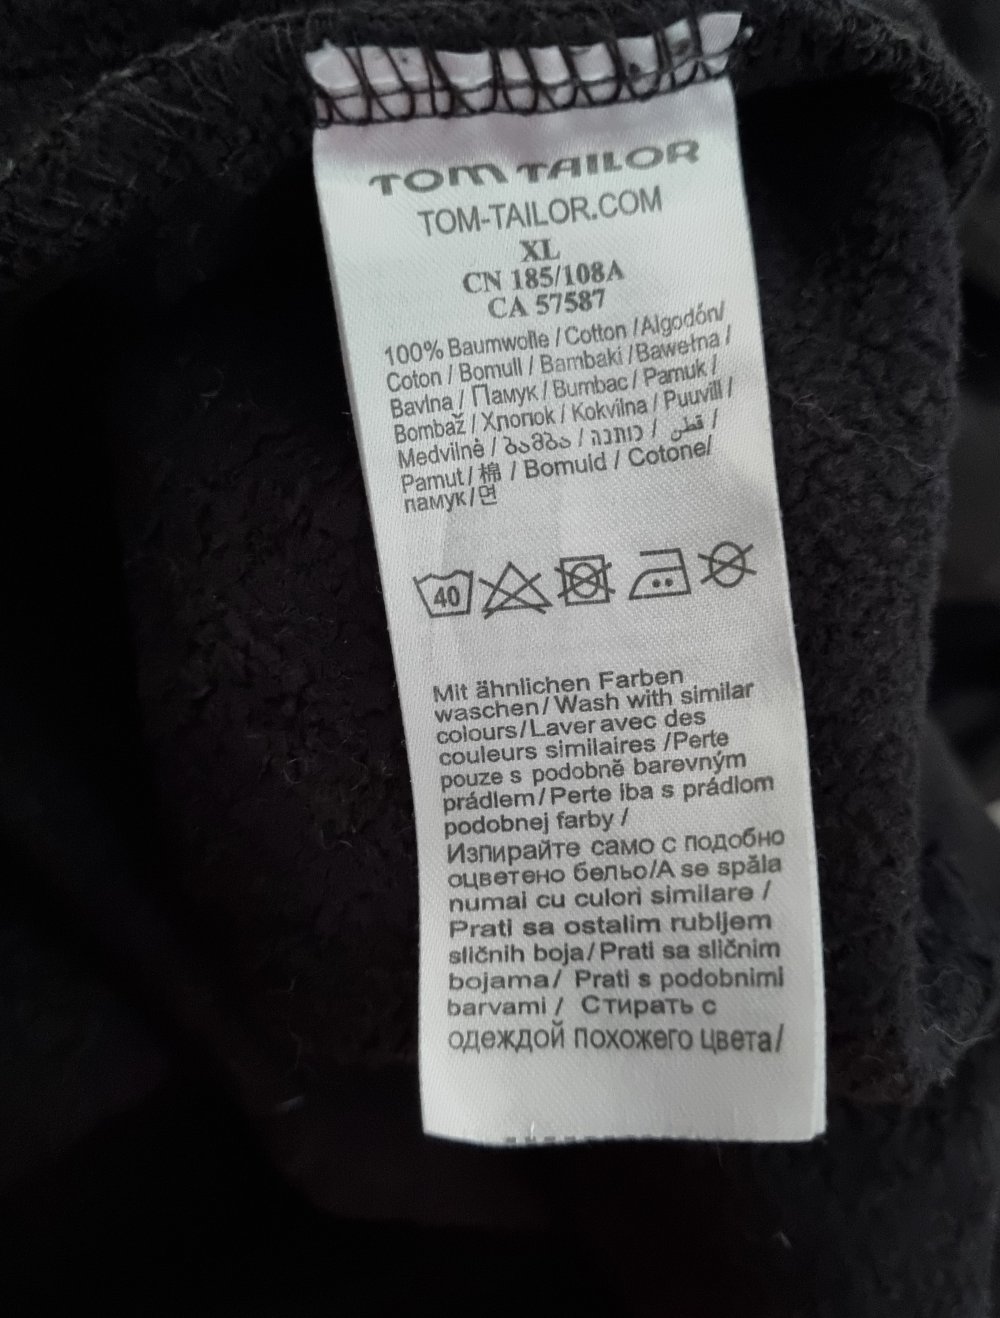 TOM TAILOR
TOM-TAILOR.COM
XL
CN 185/108A
CA 57587
100% Baumwolle / Cotton /Algodón/
Coton / Bomull / Bambaki /Bawełna /
Bavlna / Памук / Bumbac / Pamuk /
Bombaž / Хлопок / Kokvilna / Puuvill /
Medvilnė / ბამბა / כותנה / قطن /
Pamut / 棉 / Bomuld / Cotone/
памук/면
40
Mit ähnlichen Farben
waschen/ Wash with similar
colours/Laver avec des
couleurs similaires /Perte
pouze s podobně barevným
prádlem/Perte iba s prádlom
podobnej farby /
Изпирайте само с подобно
оцветено бельо/A se spăla
numai cu culori similare /
Prati sa ostalim rubljem
sličnih boja/Prati sa sličnim
bojama/ Prati s podobnimi
barvami / Стирать с
одеждой похожего цвета/